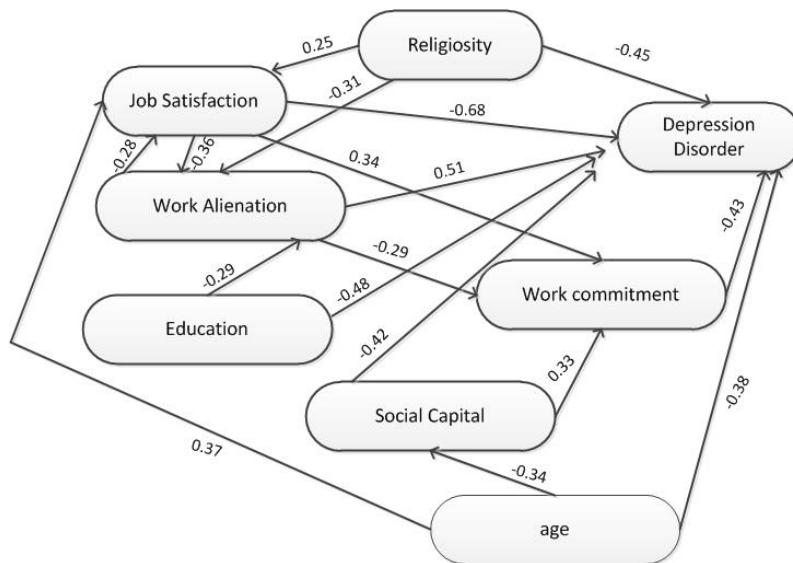 Religiosity
0.25
-0.45
-0.31
Job Satisfaction
-0.68
Depression
Disorder
-0.28
-0.36
0.34
0.51
Work Alienation
-0.29
-0.43
-0.29
-0.48
Work commitment
Education
-0.42
0.33
-0.38
Social Capital
0.37
-0.34
age